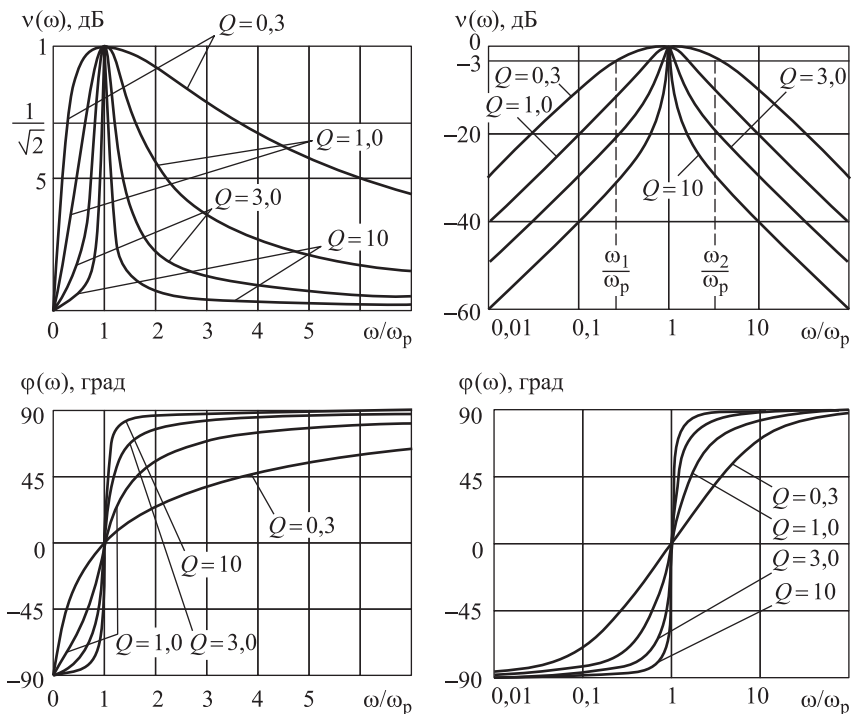 ν(ω), дБ
1
1
√2
5
0
1
2
3
4
5
ω/ωр
Q = 0,3
Q = 1,0
Q = 3,0
Q = 10
ν(ω), дБ
0
−3
−20
−40
−60
0,01
0,1
1
10
ω/ωр
Q = 0,3
Q = 1,0
Q = 3,0
Q = 10
ω1
ωр
ω2
ωр
φ(ω), град
90
45
0
−45
−90
0
1
2
3
4
5
ω/ωр
Q = 0,3
Q = 10
Q = 1,0
Q = 3,0
φ(ω), град
90
45
0
−45
−90
0,01
0,1
1
10
ω/ωр
Q = 0,3
Q = 1,0
Q = 3,0
Q = 10